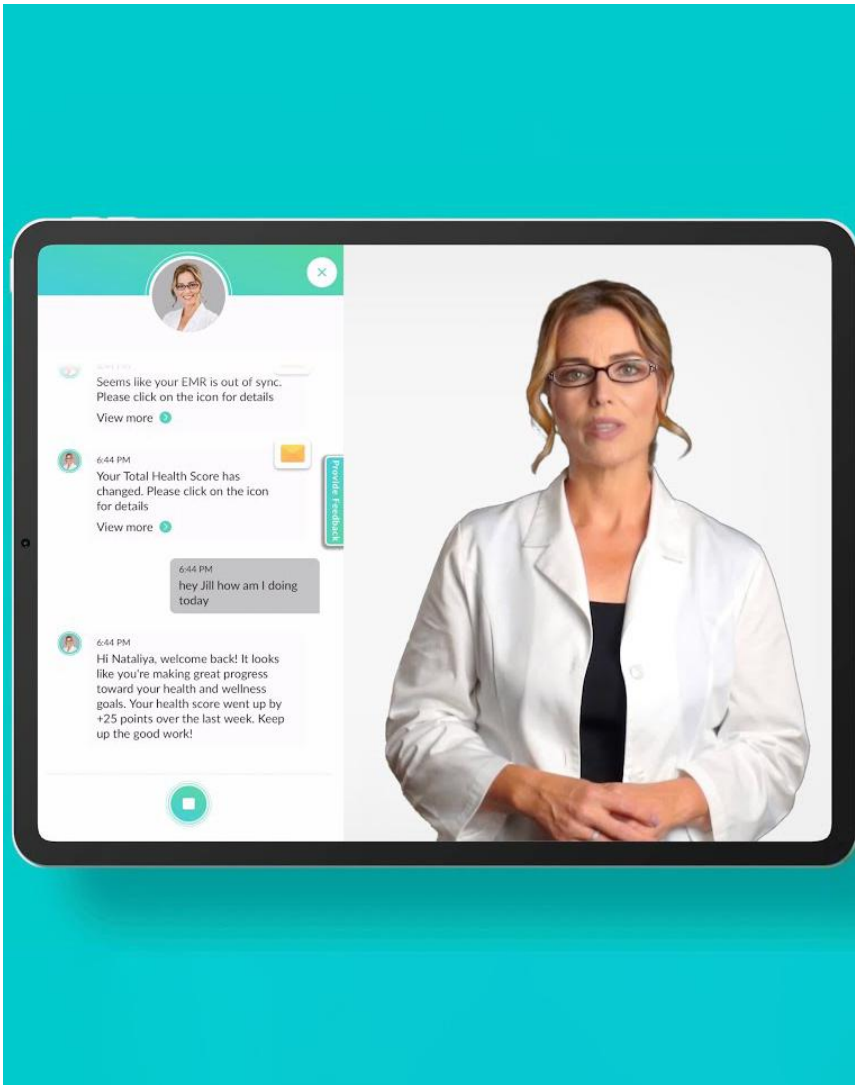 Seems like your EMR is out of sync.
Please click on the icon for details
View more
6:44 PM
Your Total Health Score has
changed. Please click on the icon
for details
View more
Provide Feedback
6:44 PM
hey Jill how am I doing
today
6:44 PM
Hi Nataliya, welcome back! It looks
like you're making great progress
toward your health and wellness
goals. Your health score went up by
+25 points over the last week. Keep
up the good work!